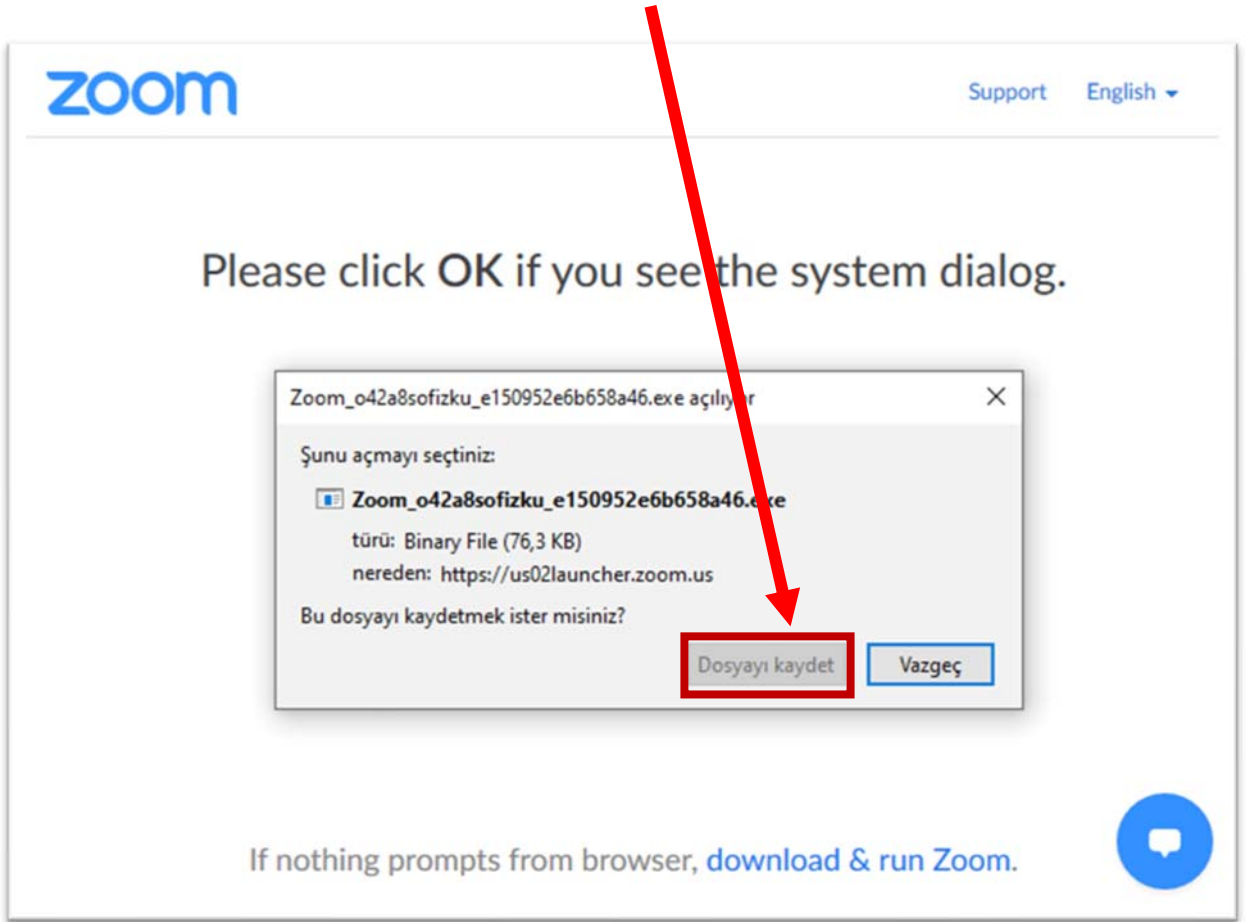 zoom
Support English
Please click OK if you see the system dialog.
Zoom_o42a8sofizku_e150952e6b658a46.exe açılıyor
Şunu açmayı seçtiniz:
Zoom_o42a8sofizku_e150952e6b658a46.exe
türü: Binary File (76,3 KB)
nereden: https://us02launcher.zoom.us
Bu dosyayı kaydetmek ister misiniz?
Dosyayı kaydet Vazgeç
If nothing prompts from browser, download & run Zoom.